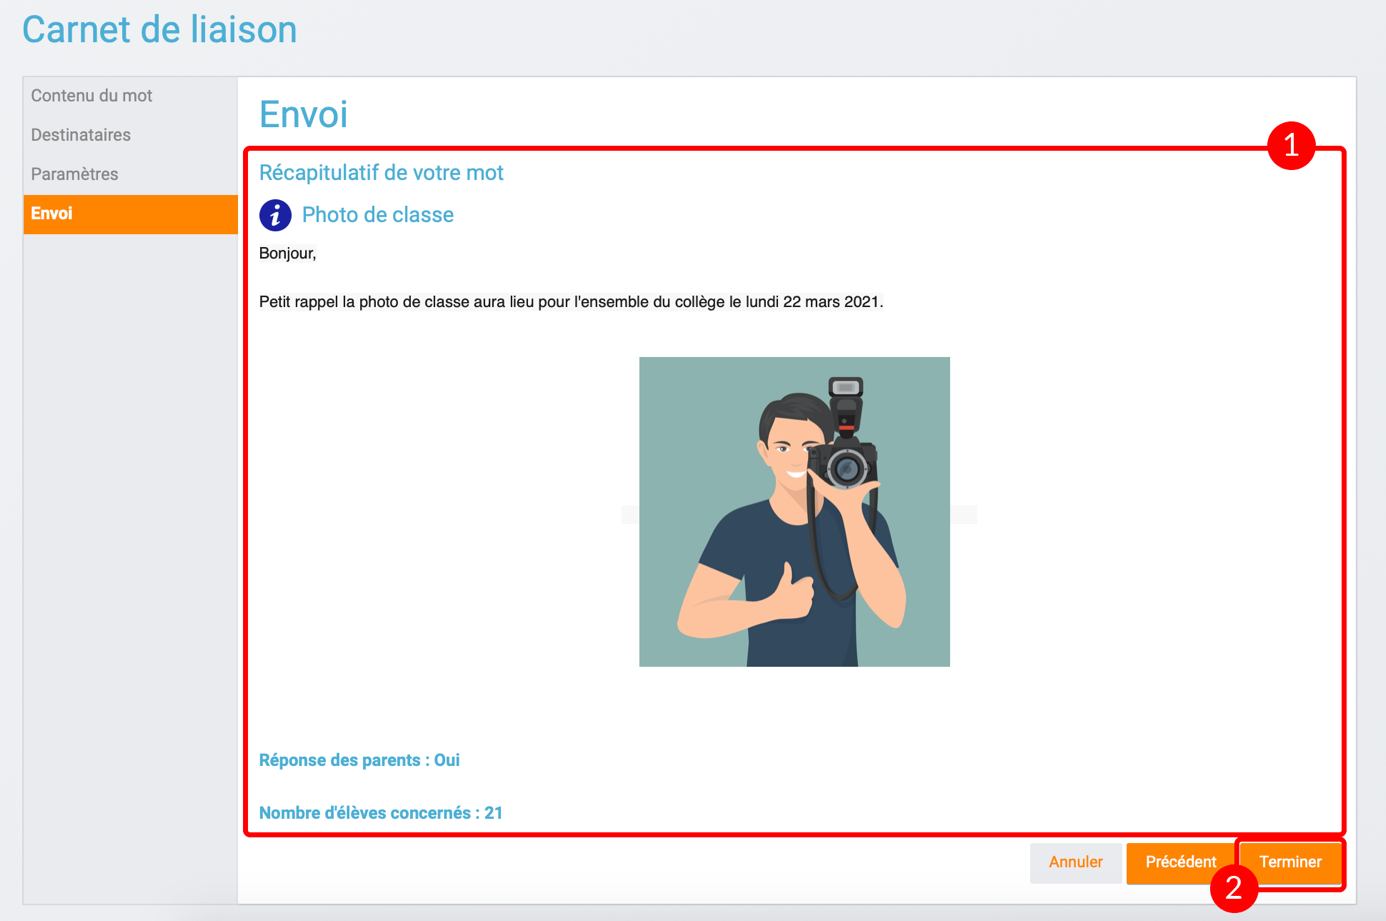 Carnet de liaison
Contenu du mot
Destinataires
Paramètres
Envoi
Envoi
1
Récapitulatif de votre mot
i Photo de classe
Bonjour,
Petit rappel la photo de classe aura lieu pour l'ensemble du collège le lundi 22 mars 2021.
Réponse des parents : Oui
Nombre d'élèves concernés : 21
Annuler Précédent Terminer
2